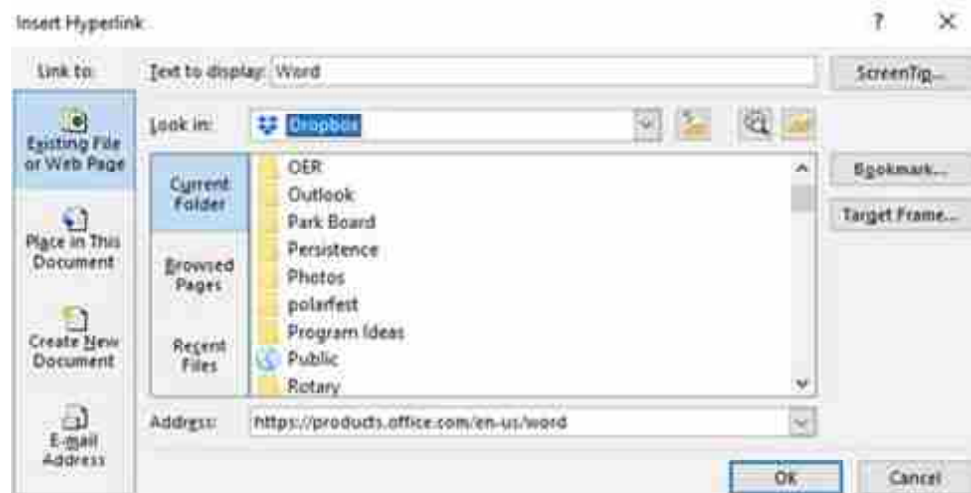 Insert Hyperlink ? ×
Link to: Text to display: Word ScreenTip...
Existing File or Web Page
Look in: Dropbox
Current Folder
OER
Outlook
Park Board
Persistence
Photos
polarfest
Program Ideas
Public
Rotary
Bookmark...
Target Frame...
Place in This Document
Browsed Pages
Create New Document
Recent Files
E-mail Address
Address: https://products.office.com/en-us/word
OK Cancel